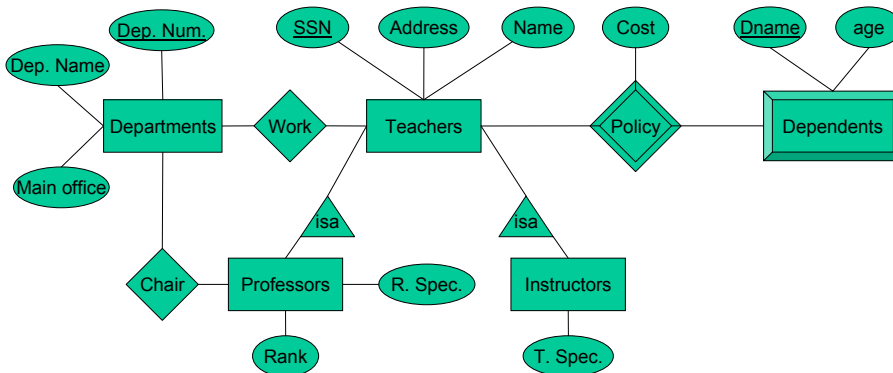 Dep. Num.
SSN
Address
Name
Cost
Dname
age
Dep. Name
Departments
Work
Teachers
Policy
Dependents
Main office
isa
isa
Chair
Professors
R. Spec.
Instructors
Rank
T. Spec.